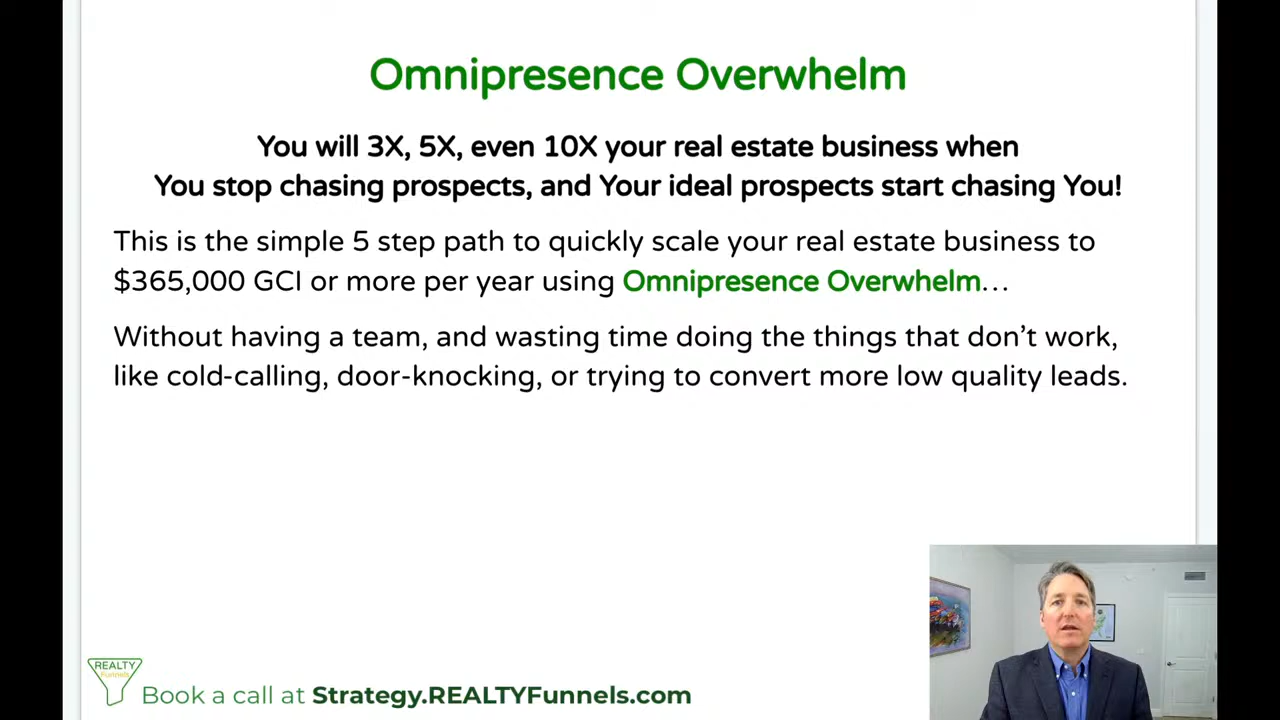 Omnipresence Overwhelm
You will 3X, 5X, even 10X your real estate business when
You stop chasing prospects, and Your ideal prospects start chasing You!
This is the simple 5 step path to quickly scale your real estate business to
$365,000 GCI or more per year using Omnipresence Overwhelm…
Without having a team, and wasting time doing the things that don’t work,
like cold-calling, door-knocking, or trying to convert more low quality leads.
REALTY
Funnels
Book a call at Strategy.REALTYFunnels.com